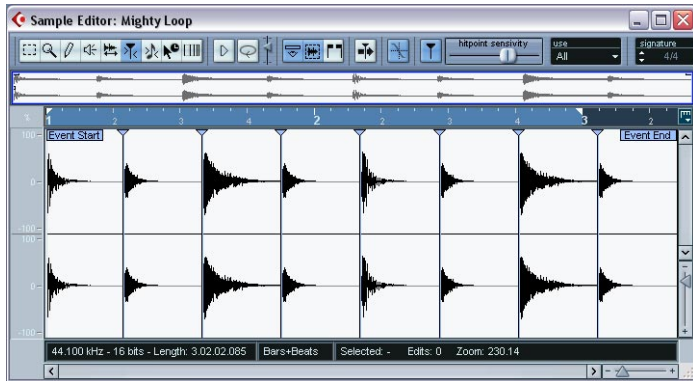 Sample Editor: Mighty Loop
hitpoint sensivity
use
All
signature
4/4
1 2 3 4 2 2 3 4 3 2
Event Start
Event End
%
100
0
-100
100
0
-100
44.100 kHz - 16 bits - Length: 3.02.02.085
Bars+Beats
Selected: -
Edits: 0
Zoom: 230.14